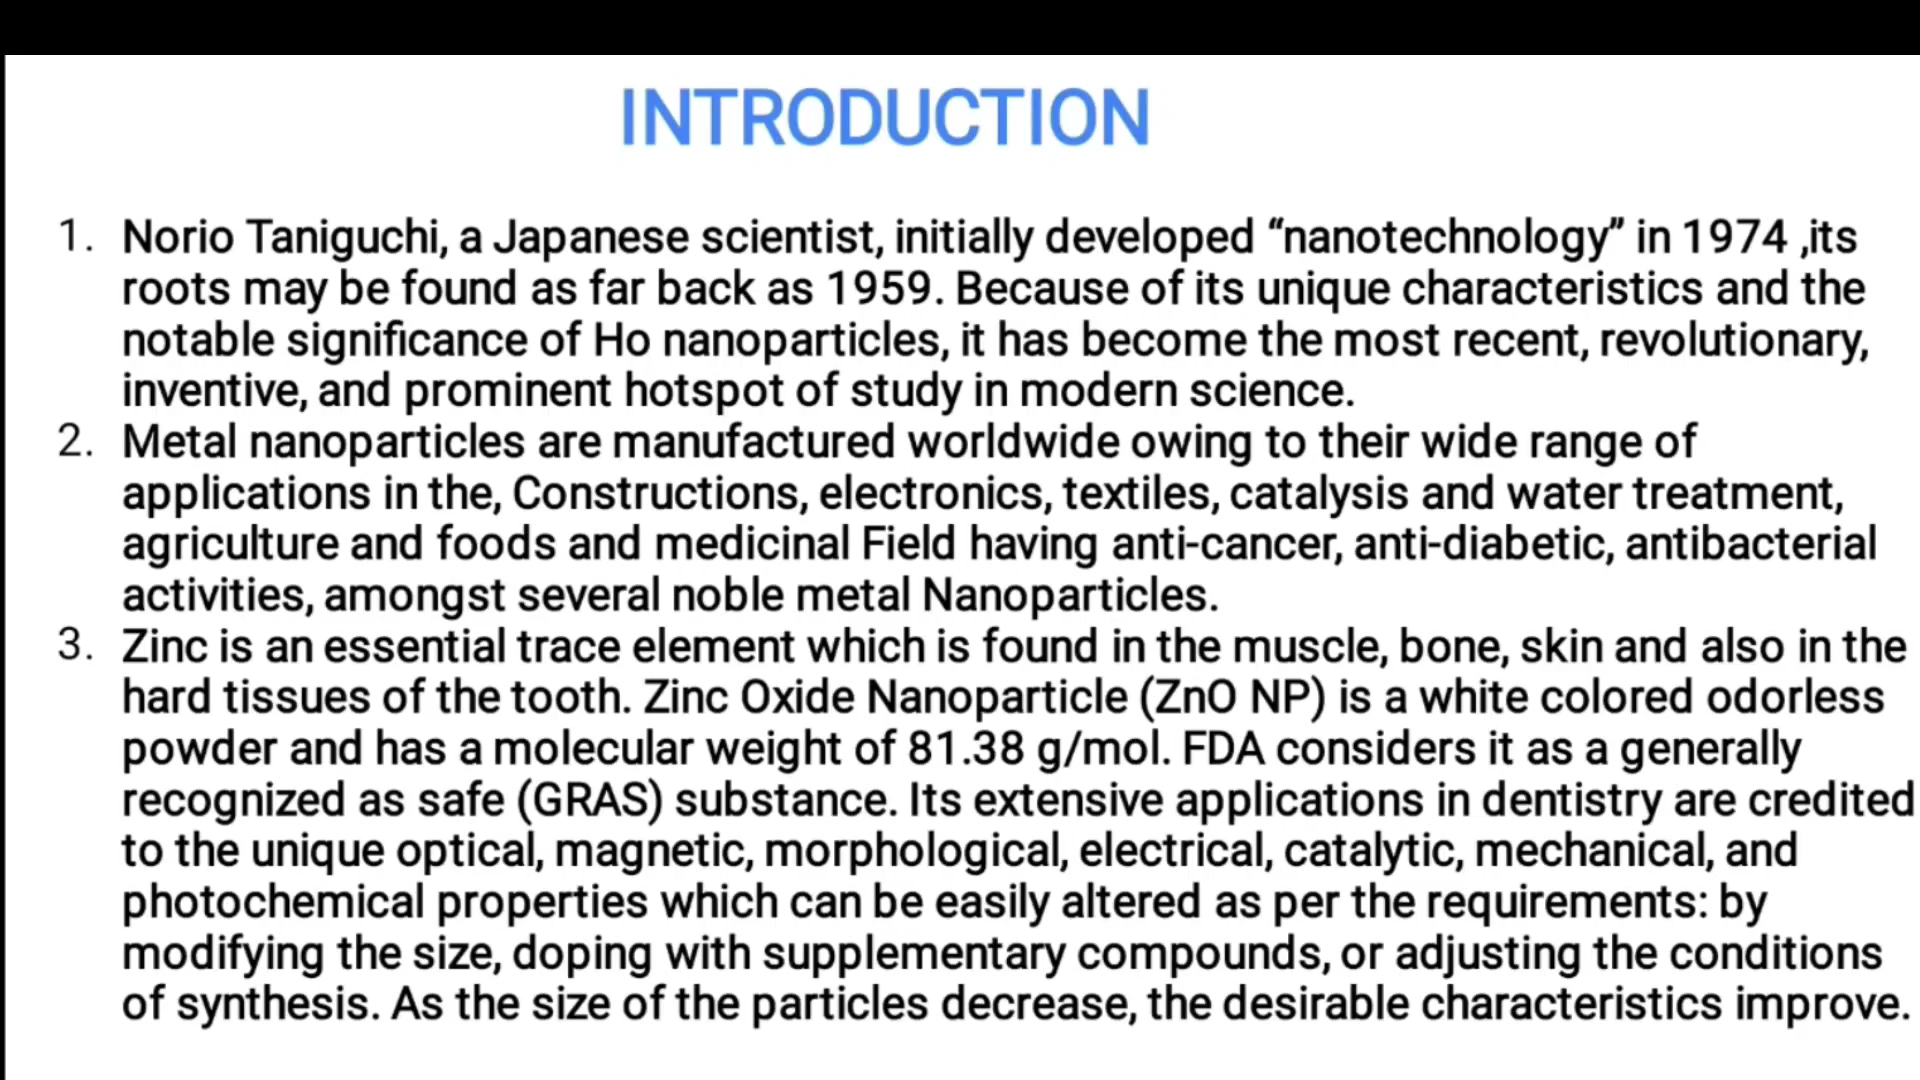 INTRODUCTION
1. Norio Taniguchi, a Japanese scientist, initially developed “nanotechnology” in 1974 ,its
roots may be found as far back as 1959. Because of its unique characteristics and the
notable significance of Ho nanoparticles, it has become the most recent, revolutionary,
inventive, and prominent hotspot of study in modern science.
2. Metal nanoparticles are manufactured worldwide owing to their wide range of
applications in the, Constructions, electronics, textiles, catalysis and water treatment,
agriculture and foods and medicinal Field having anti-cancer, anti-diabetic, antibacterial
activities, amongst several noble metal Nanoparticles.
3. Zinc is an essential trace element which is found in the muscle, bone, skin and also in the
hard tissues of the tooth. Zinc Oxide Nanoparticle (ZnO NP) is a white colored odorless
powder and has a molecular weight of 81.38 g/mol. FDA considers it as a generally
recognized as safe (GRAS) substance. Its extensive applications in dentistry are credited
to the unique optical, magnetic, morphological, electrical, catalytic, mechanical, and
photochemical properties which can be easily altered as per the requirements: by
modifying the size, doping with supplementary compounds, or adjusting the conditions
of synthesis. As the size of the particles decrease, the desirable characteristics improve.